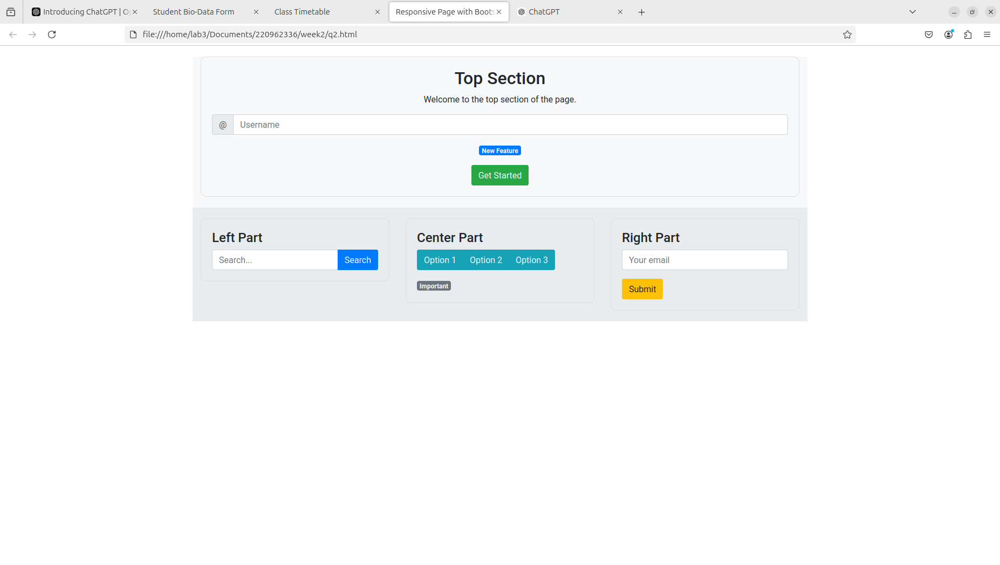 Introducing ChatGPT | O
Student Bio-Data Form
Class Timetable
Responsive Page with Boots
ChatGPT
file:///home/lab3/Documents/220962336/week2/q2.html
Top Section
Welcome to the top section of the page.
@ Username
New Feature
Get Started
Left Part
Search... Search
Center Part
Option 1 Option 2 Option 3
Important
Right Part
Your email
Submit